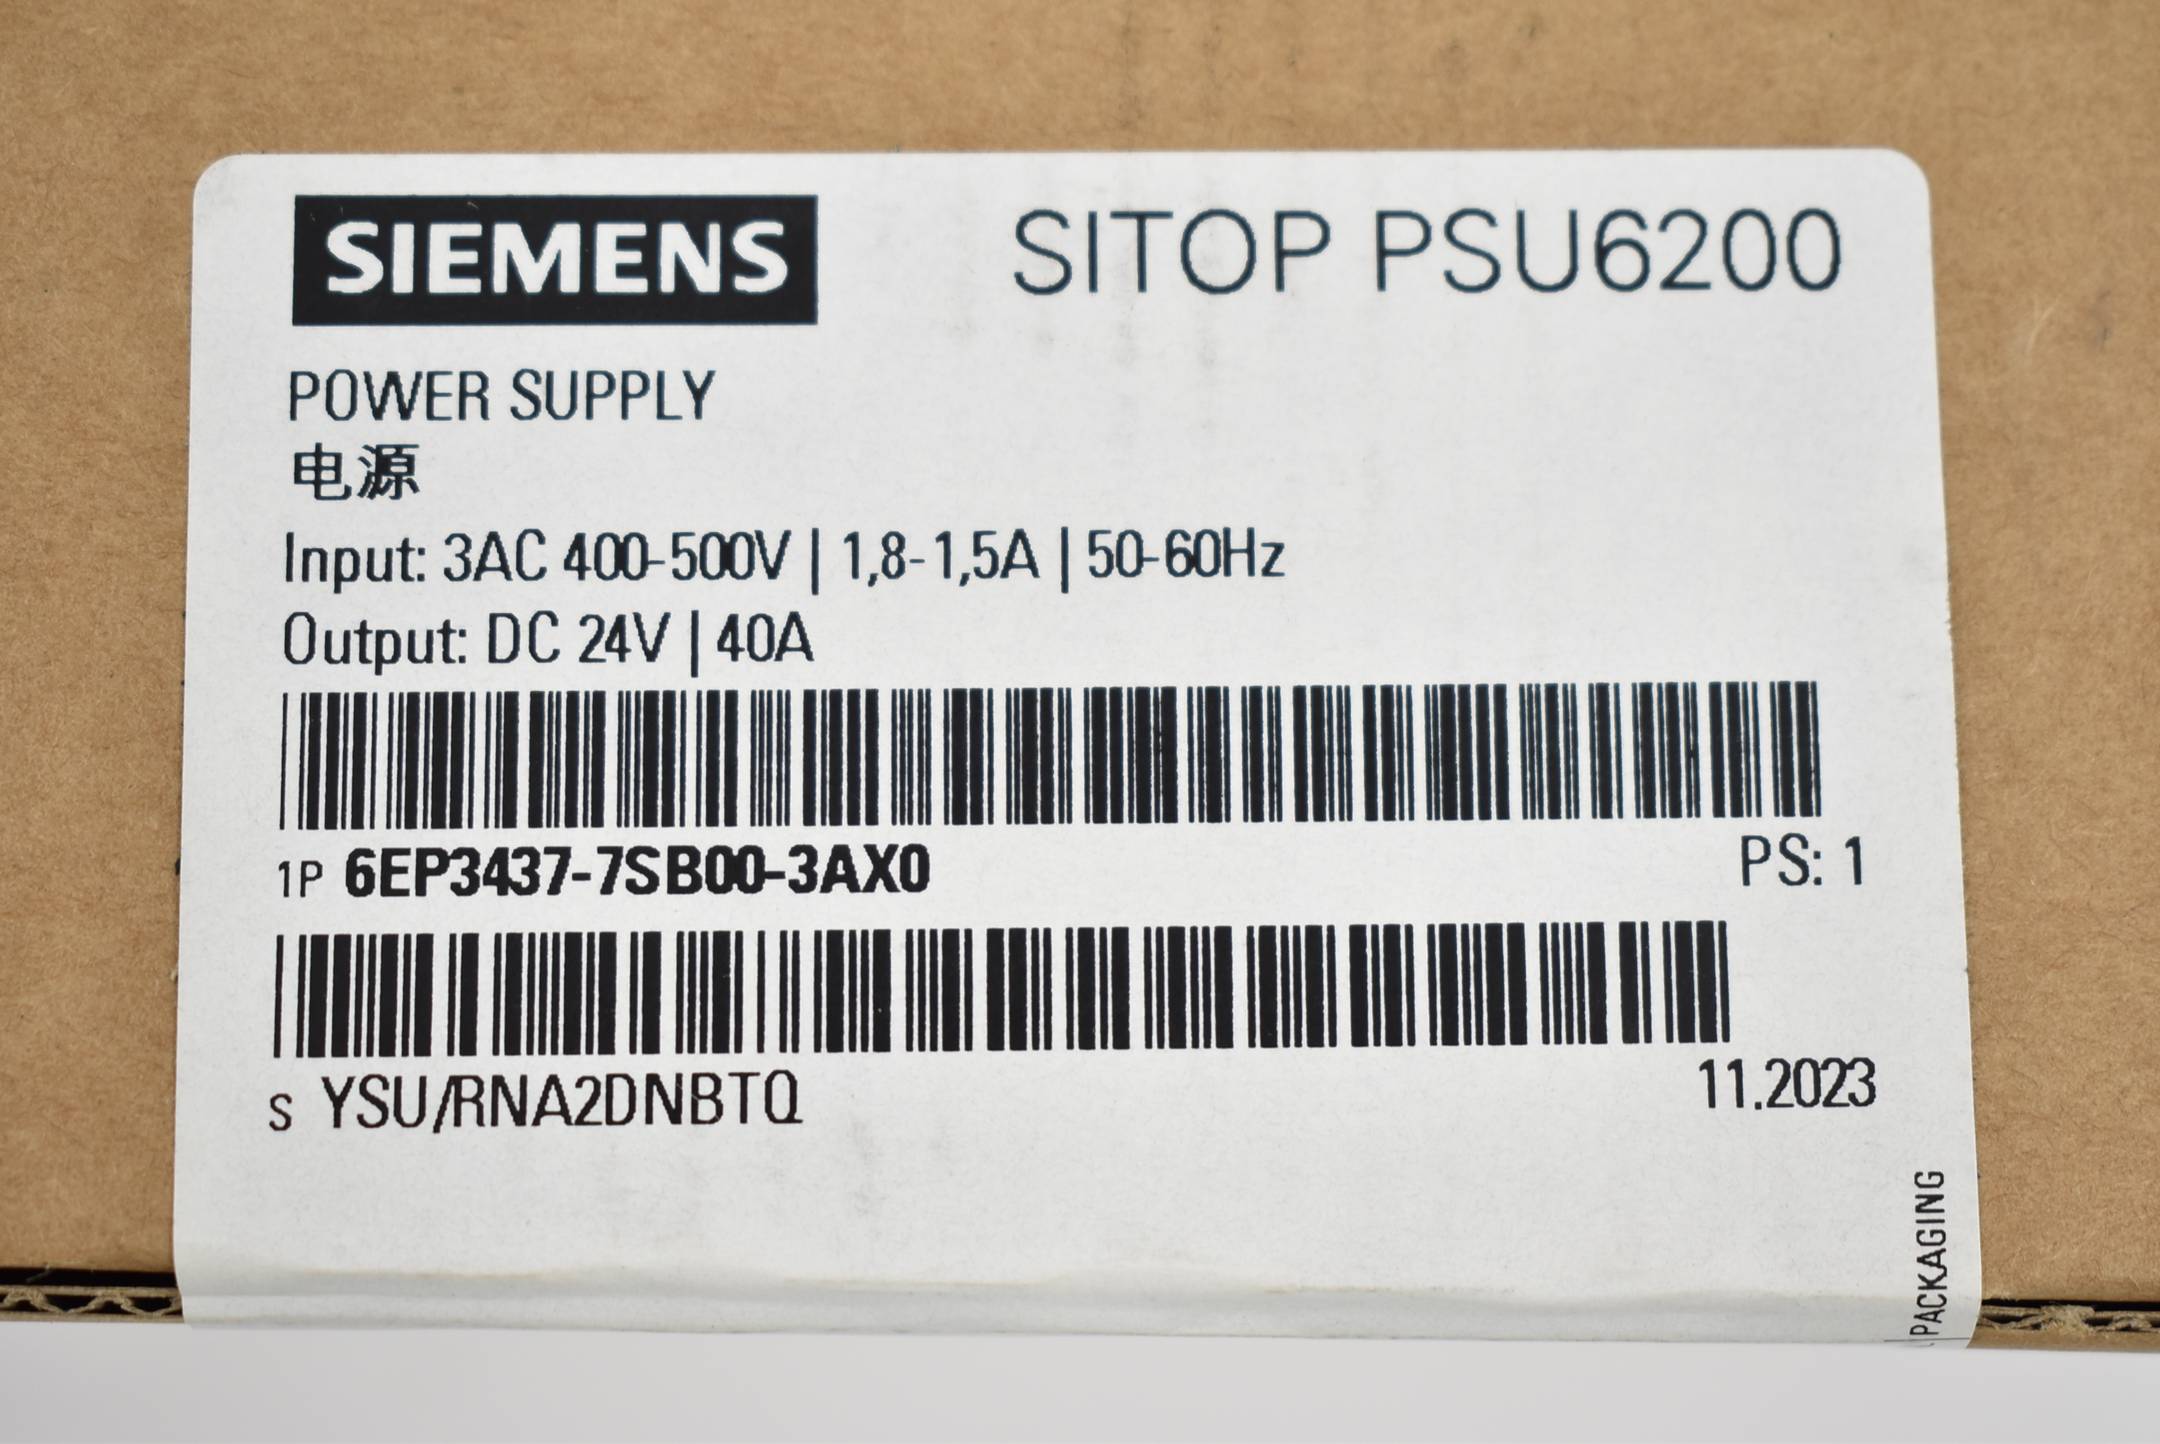 SIEMENS SITOP PSU6200
POWER SUPPLY
电源
Input: 3AC 400-500V | 1,8-1,5A | 50-60Hz
Output: DC 24V | 40A
1P 6EP3437-7SB00-3AX0 PS: 1
S YSU/RNA2DNBTQ 11.2023
PACKAGING